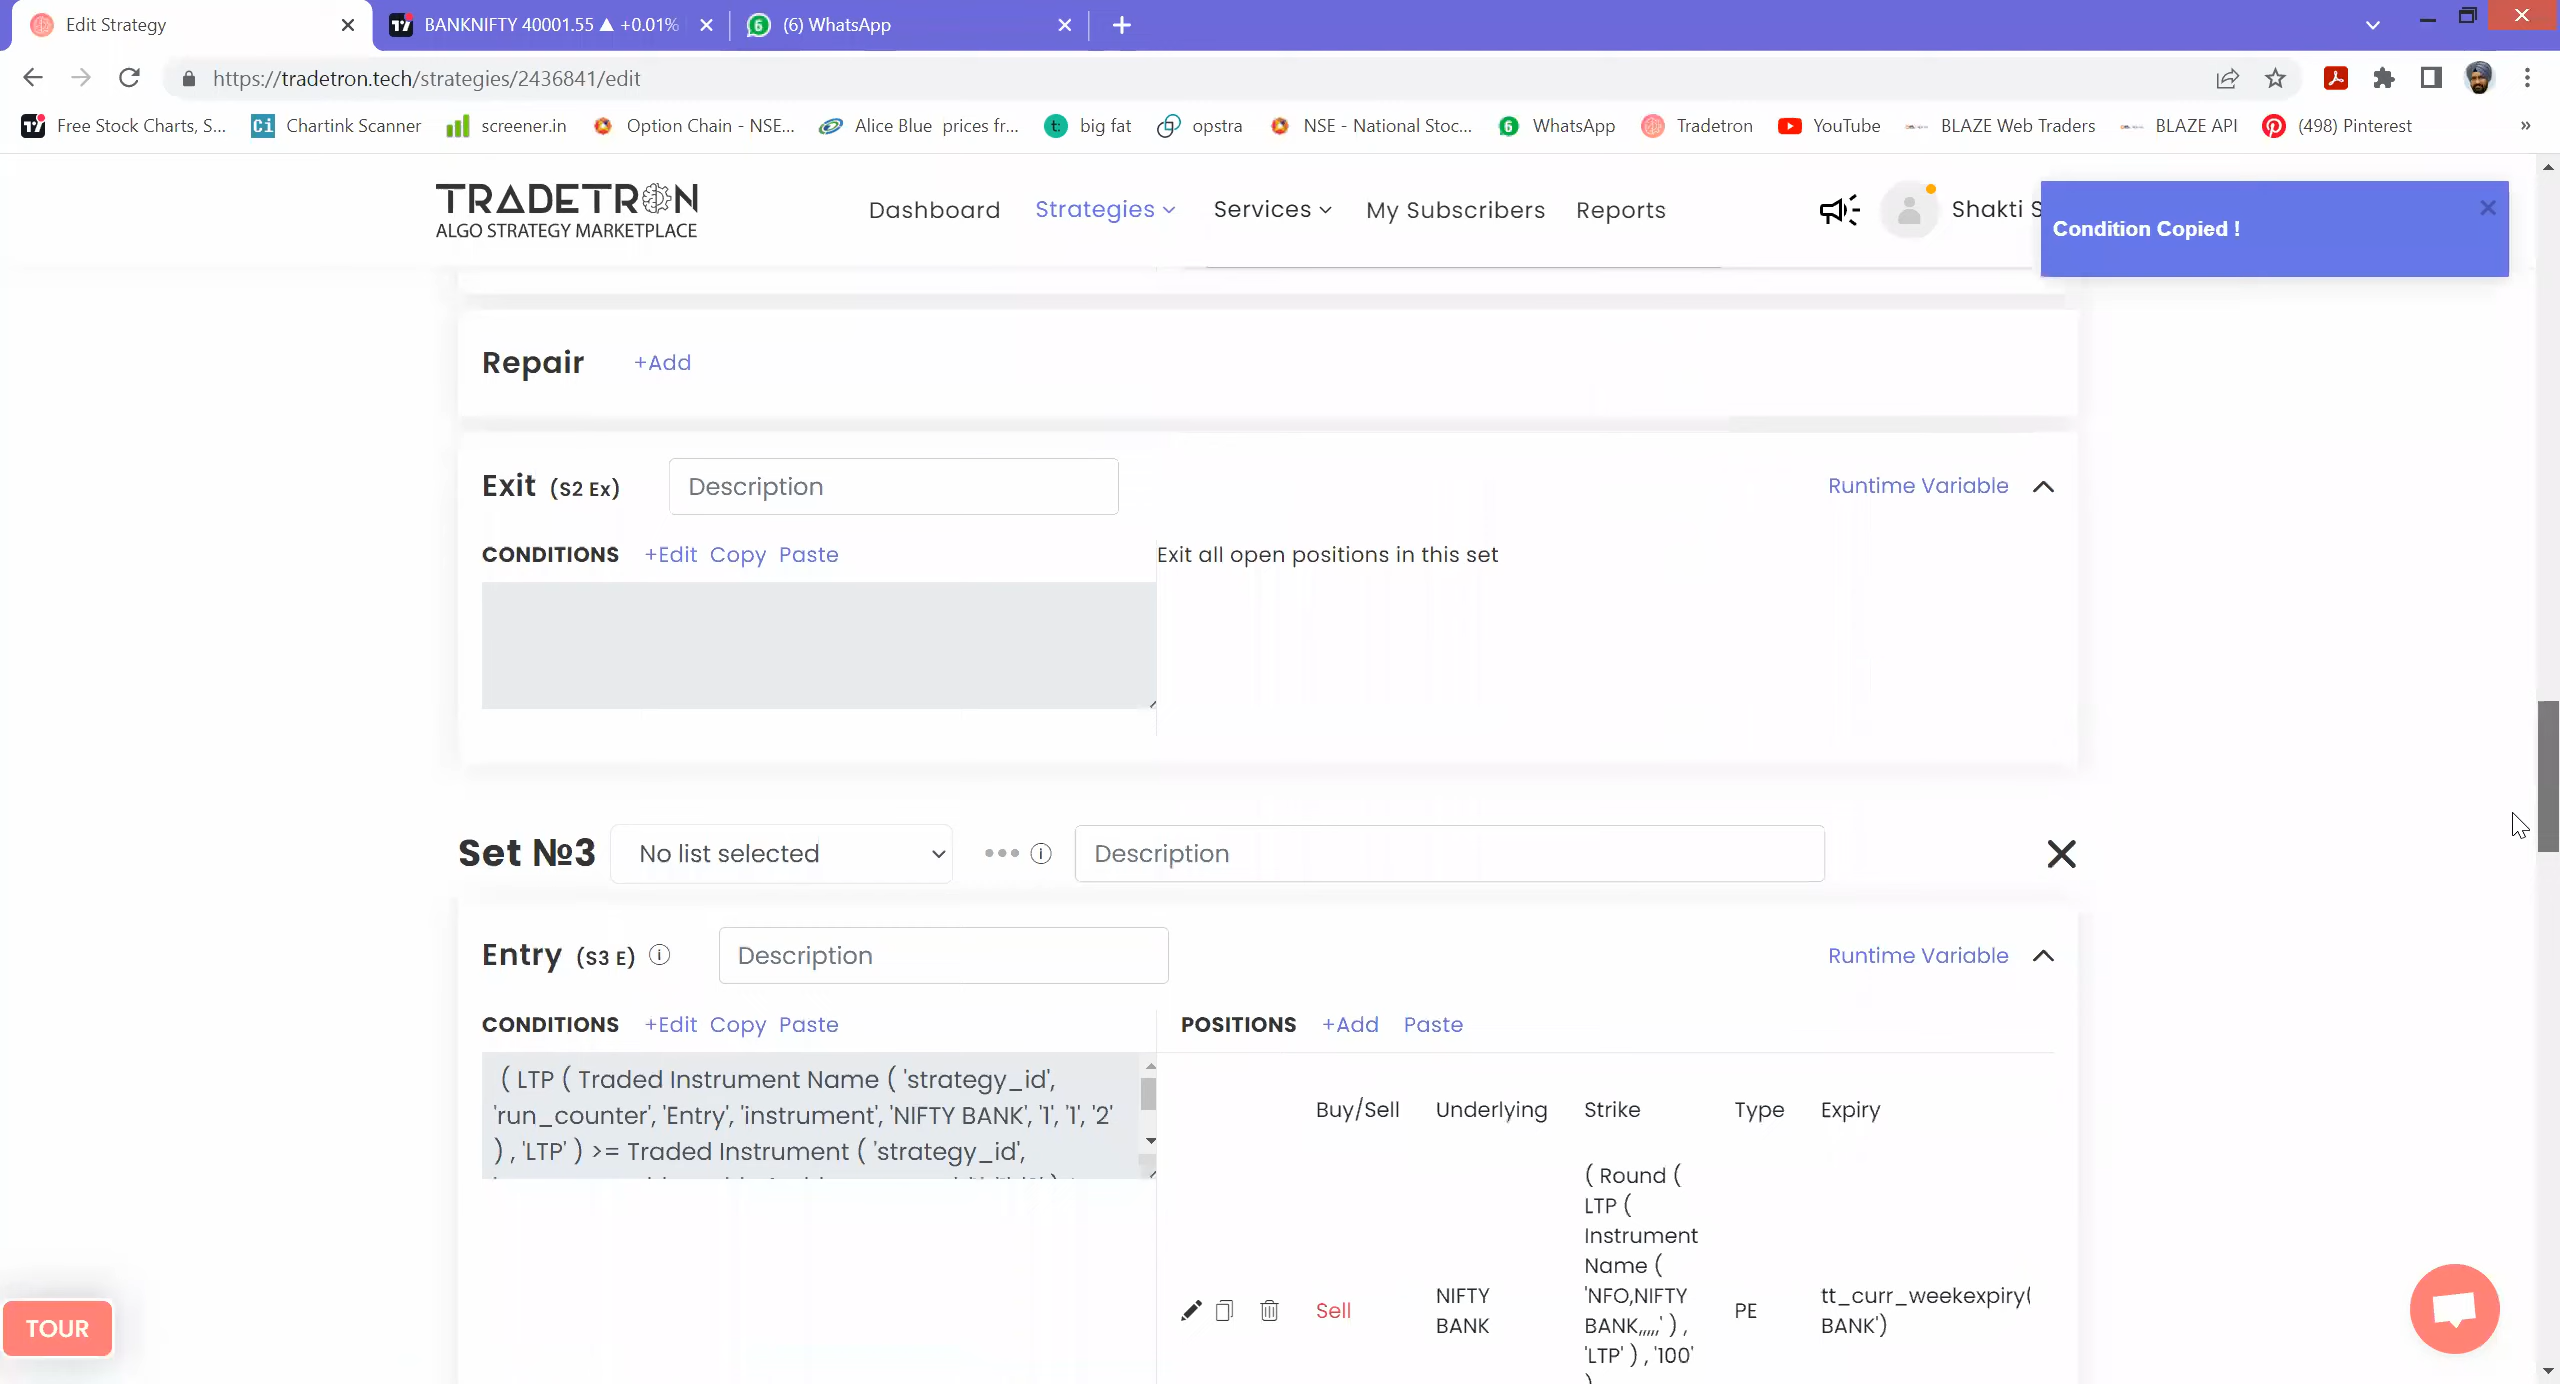 Edit Strategy
BANKNIFTY 40001.55 ▲ +0.01%
(6) WhatsApp
https://tradetron.tech/strategies/2436841/edit
Free Stock Charts, S...
Chartink Scanner
screener.in
Option Chain - NSE...
Alice Blue prices fr...
big fat
opstra
NSE - National Stoc...
WhatsApp
Tradetron
YouTube
BLAZE Web Traders
BLAZE API
(498) Pinterest
»
TRADETRON
ALGO STRATEGY MARKETPLACE
Dashboard
Strategies
Services
My Subscribers
Reports
Shakti S
Condition Copied !
Repair +Add
Exit (S2 Ex)
Description
Runtime Variable
CONDITIONS +Edit Copy Paste
Exit all open positions in this set
Set №3
No list selected
Description
Entry (S3 E)
Description
Runtime Variable
CONDITIONS +Edit Copy Paste
( LTP ( Traded Instrument Name ( 'strategy_id',
'run_counter', 'Entry', 'instrument', 'NIFTY BANK', '1', '1', '2'
) , 'LTP' ) >= Traded Instrument ( 'strategy_id',
POSITIONS +Add Paste
Buy/Sell Underlying Strike Type Expiry
Sell
NIFTY
BANK
( Round (
LTP (
Instrument
Name (
'NFO,NIFTY
BANK,,,,,' ) ,
'LTP' ) , '100'
)
PE
tt_curr_weekexpiry(
BANK')
TOUR